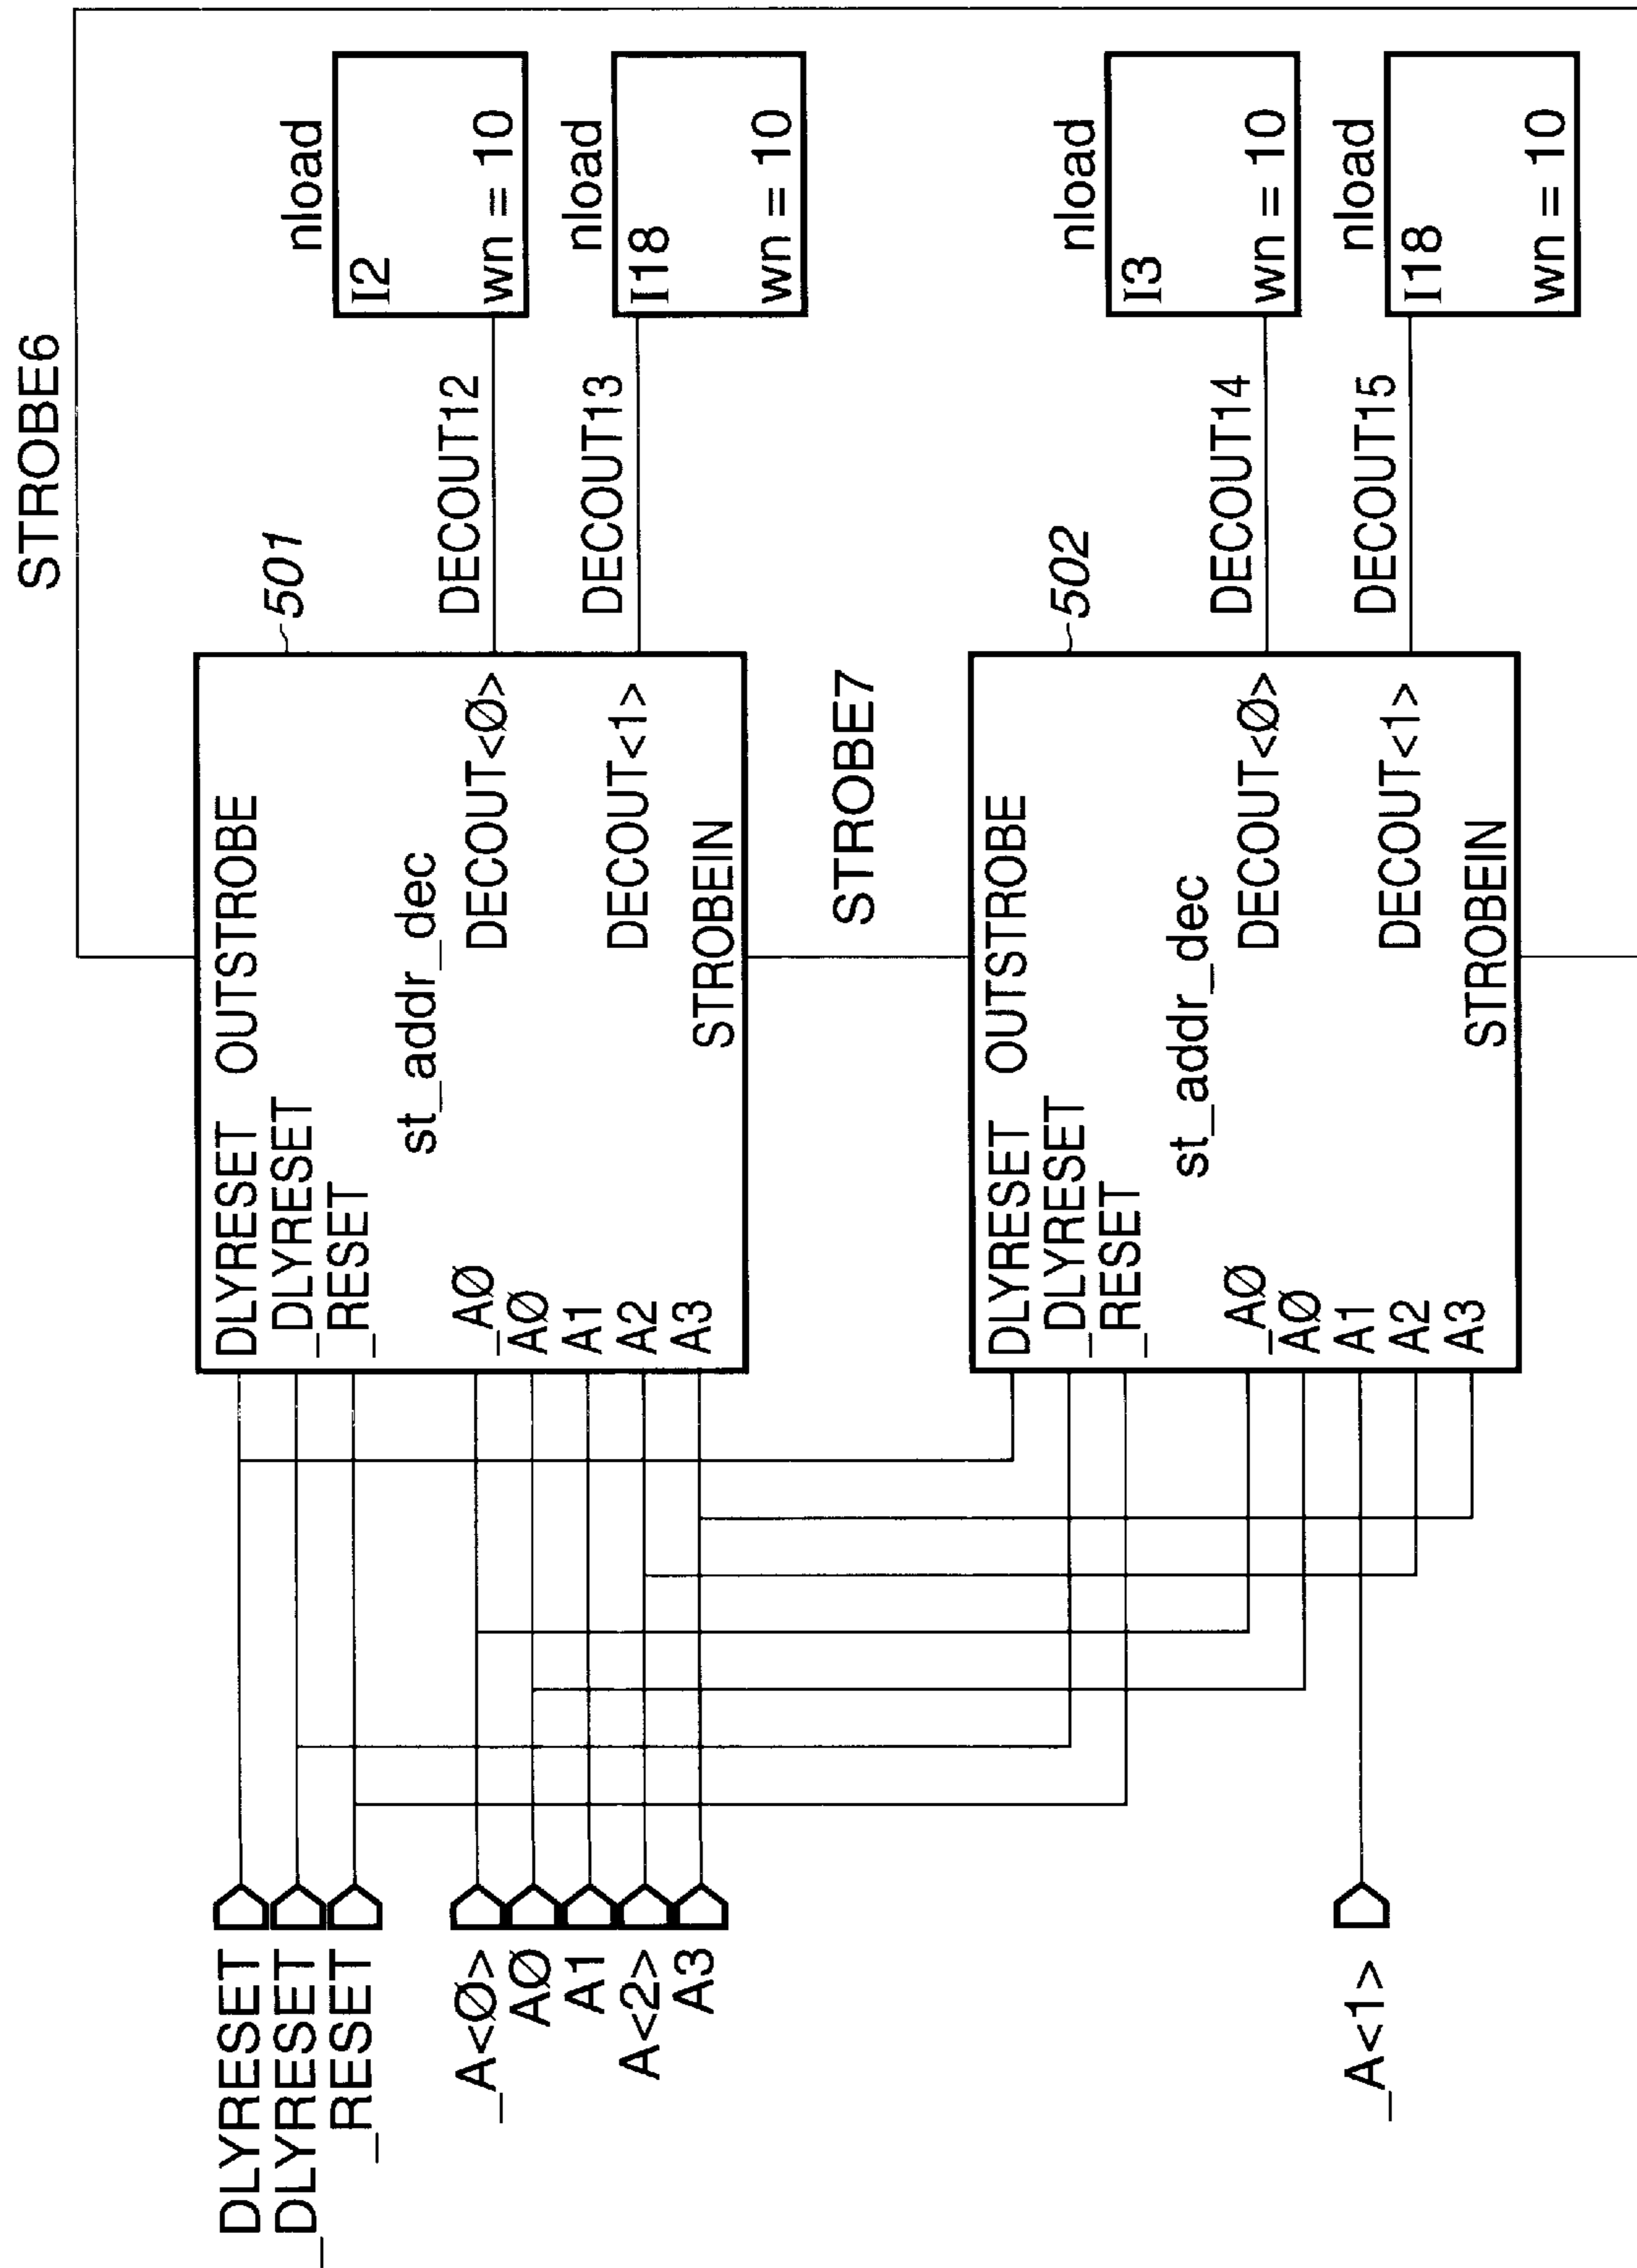 STROBE6
DLYRESET
_DLYRESET
_RESET
_A<Ø>
AØ
A1
A<2>
A3
DLYRESET OUTSTROBE
_DLYRESET
_RESET
st_addr_dec
_AØ
AØ
A1
A2
A3
DECOUT<Ø>
DECOUT<1>
STROBEIN
501
DECOUT12
DECOUT13
nload
I2
wn = 10
nload
I18
wn = 10
STROBE7
_A<1>
DLYRESET OUTSTROBE
_DLYRESET
_RESET
st_addr_dec
_AØ
AØ
A1
A2
A3
DECOUT<Ø>
DECOUT<1>
STROBEIN
502
DECOUT14
DECOUT15
nload
I3
wn = 10
nload
I18
wn = 10